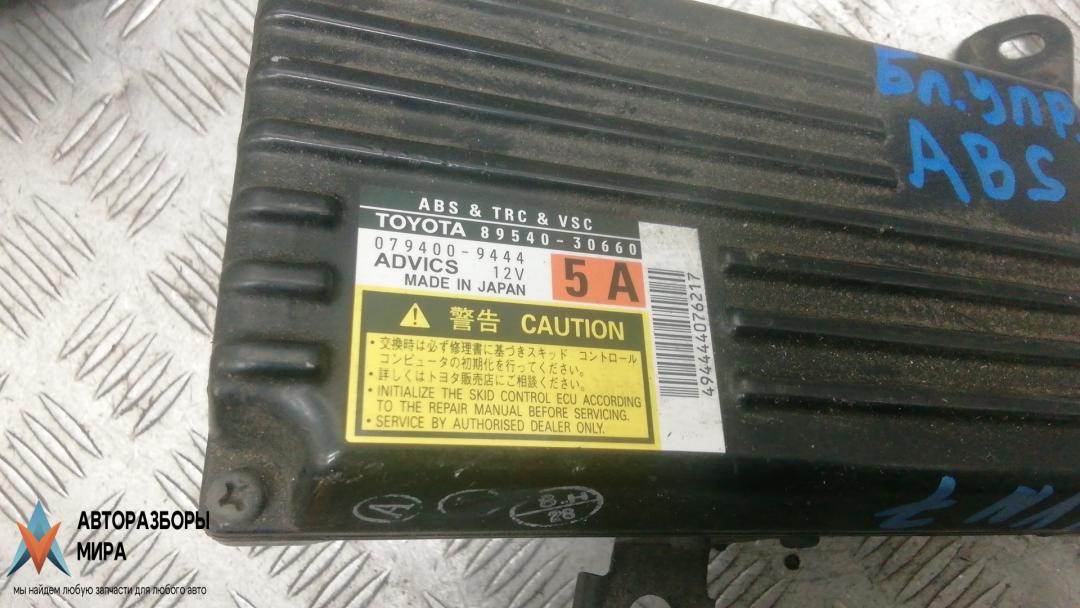 Бл. упр.
ABS
ABS & TRC & VSC
TOYOTA 89540-30660
079400-9444
ADVICS 12V
MADE IN JAPAN
5A
494444076217
警告 CAUTION
・交換時は必ず修理書に基づきスキッド コントロール
コンピュータの初期化を行ってください。
・詳しくはトヨタ販売店にご相談ください。
• INITIALIZE THE SKID CONTROL ECU ACCORDING
TO THE REPAIR MANUAL BEFORE SERVICING.
• SERVICE BY AUTHORISED DEALER ONLY.
A
28
АВТОРАЗБОРЫ
МИРА
мы найдем любую запчасти для любого авто